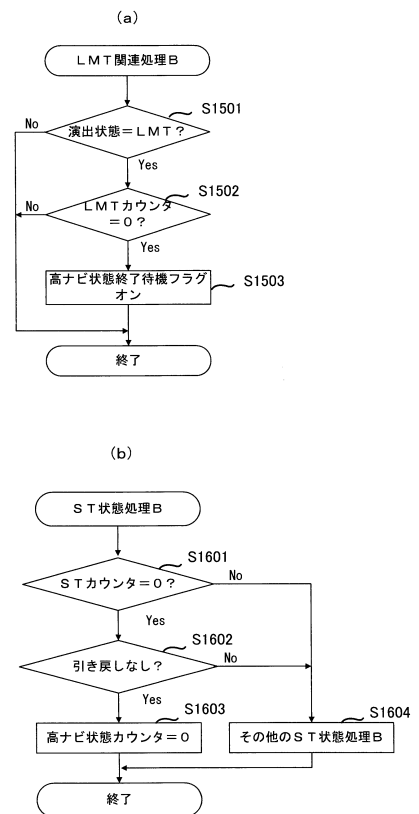 (a)
LMT関連処理B
S1501
No
演出状態=LMT?
Yes
S1502
No
LMTカウンタ
=0?
Yes
S1503
高ナビ状態終了待機フラグ
オン
終了
(b)
ST状態処理B
S1601
STカウンタ=0?
No
Yes
S1602
引き戻しなし?
No
Yes
S1603
高ナビ状態カウンタ=0
S1604
その他のST状態処理B
終了